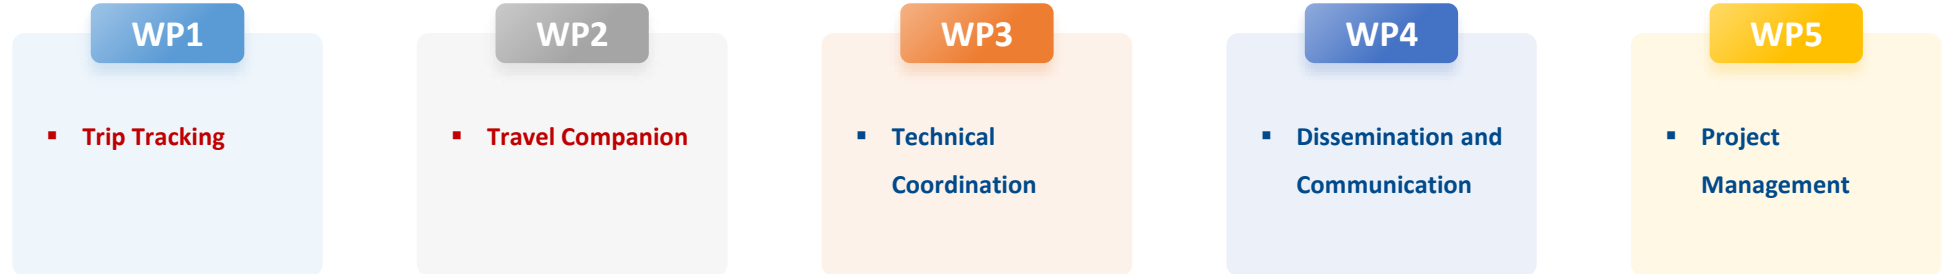 WP1
▪ Trip Tracking
WP2
▪ Travel Companion
WP3
▪ Technical
Coordination
WP4
▪ Dissemination and
Communication
WP5
▪ Project
Management